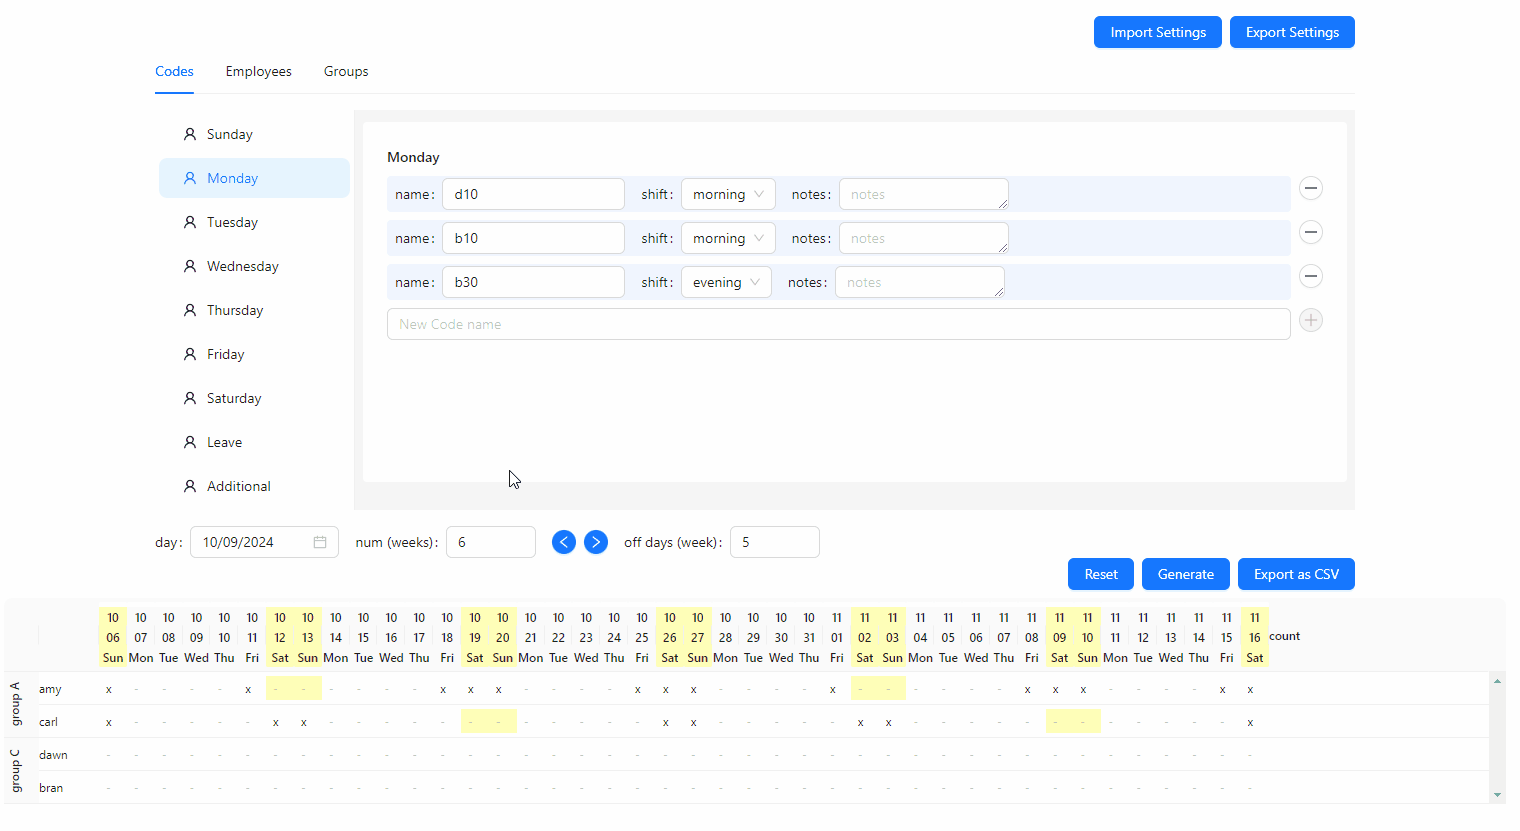 Import Settings Export Settings
Codes Employees Groups
Sunday
Monday
Tuesday
Wednesday
Thursday
Friday
Saturday
Leave
Additional
Monday
name: d10 shift: morning notes: notes
name: b10 shift: morning notes: notes
name: b30 shift: evening notes: notes
New Code name
day: 10/09/2024 num (weeks): 6 off days (week): 5
Reset Generate Export as CSV
10 10 10 10 10 10 10 10 10 10 10 10 10 10 10 10 10 10 10 10 10 10 10 10 10 10 11 11 11 11 11 11 11 11 11 11 11 11 11 11 11 11
06 07 08 09 10 11 12 13 14 15 16 17 18 19 20 21 22 23 24 25 26 27 28 29 30 31 01 02 03 04 05 06 07 08 09 10 11 12 13 14 15 16 count
Sun Mon Tue Wed Thu Fri Sat Sun Mon Tue Wed Thu Fri Sat Sun Mon Tue Wed Thu Fri Sat Sun Mon Tue Wed Thu Fri Sat Sun Mon Tue Wed Thu Fri Sat Sun Mon Tue Wed Thu Fri Sat
group A
amy x - - - - x - - - - - - x x x - - - - x x x - - - - x - - - - - - x x x - - - - x x
carl x - - - - - x x - - - - - - - - - - - - x x - - - - - x x - - - - - - - - - - - - x
group C
dawn - - - - - - - - - - - - - - - - - - - - - - - - - - - - - - - - - - - - - - - - - -
bran - - - - - - - - - - - - - - - - - - - - - - - - - - - - - - - - - - - - - - - - - -